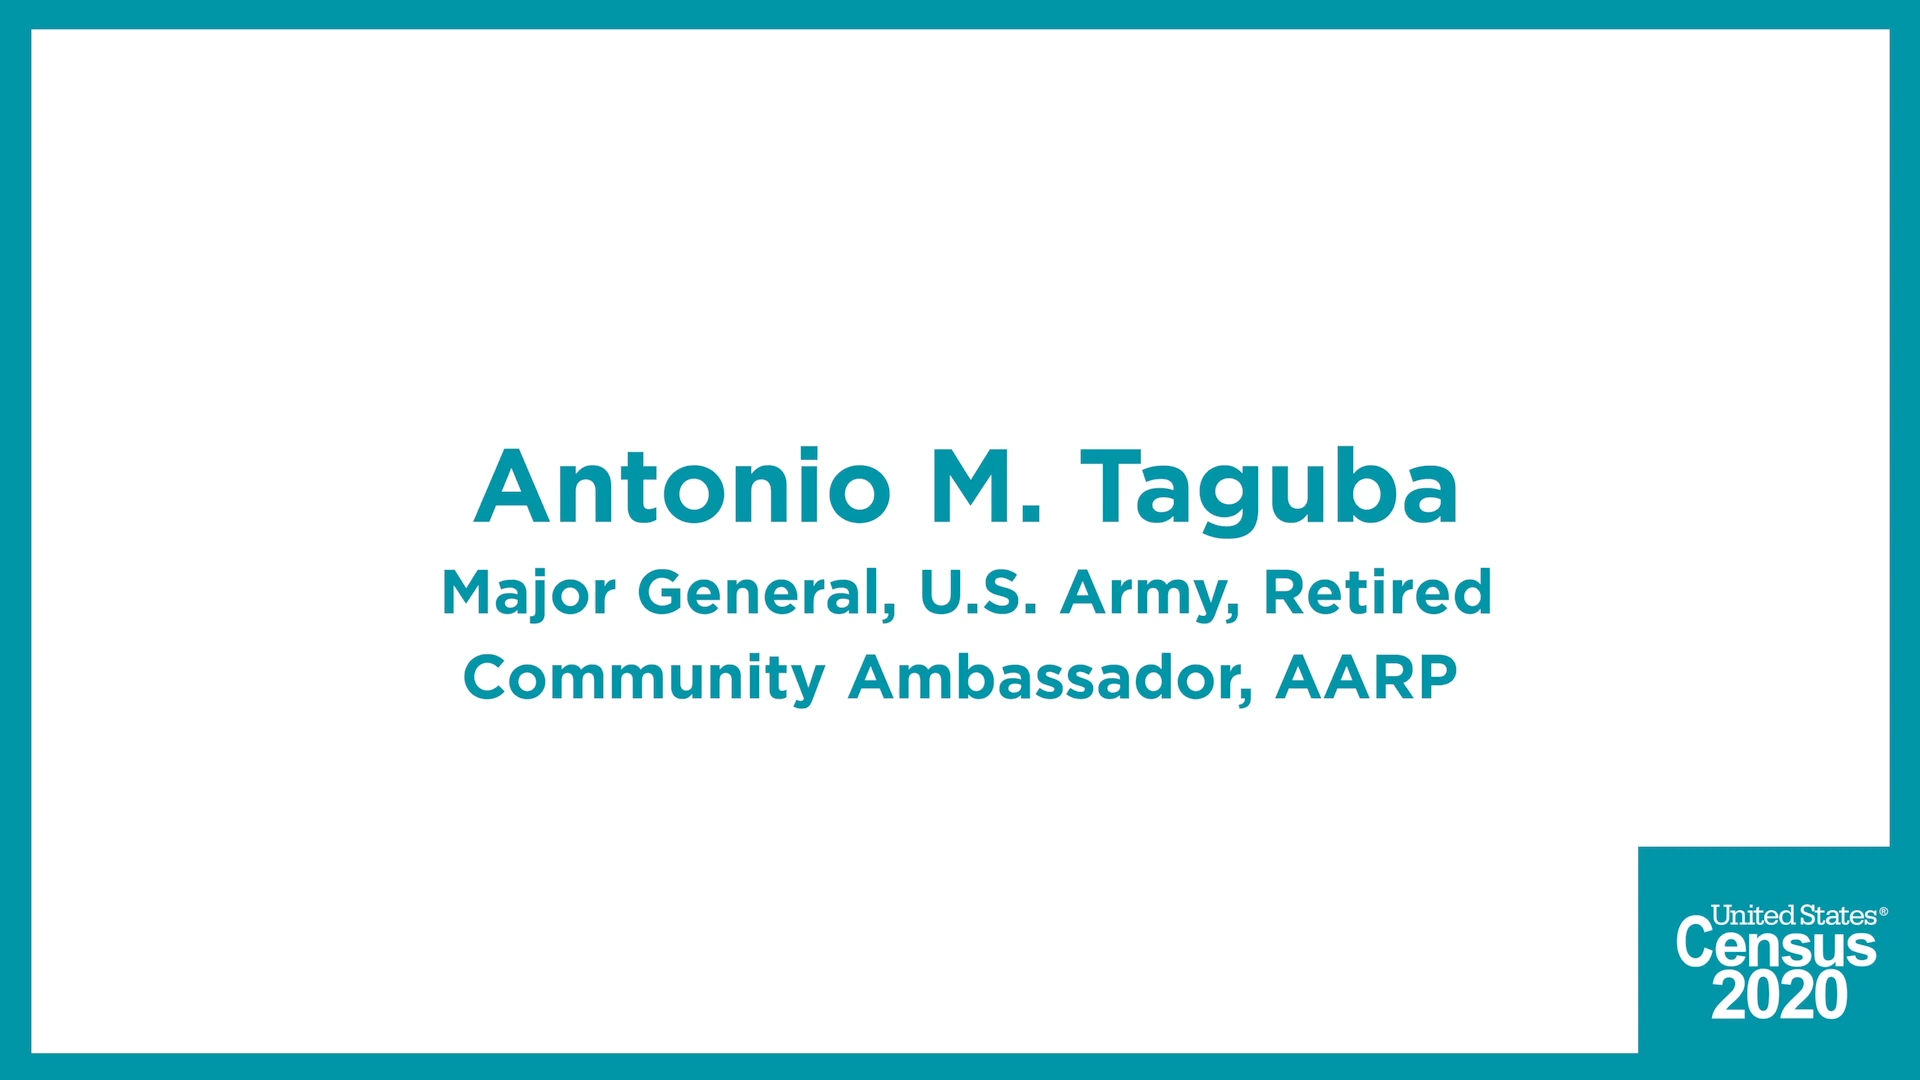 Antonio M. Taguba
Major General, U.S. Army, Retired
Community Ambassador, AARP
United States®
Census
2020